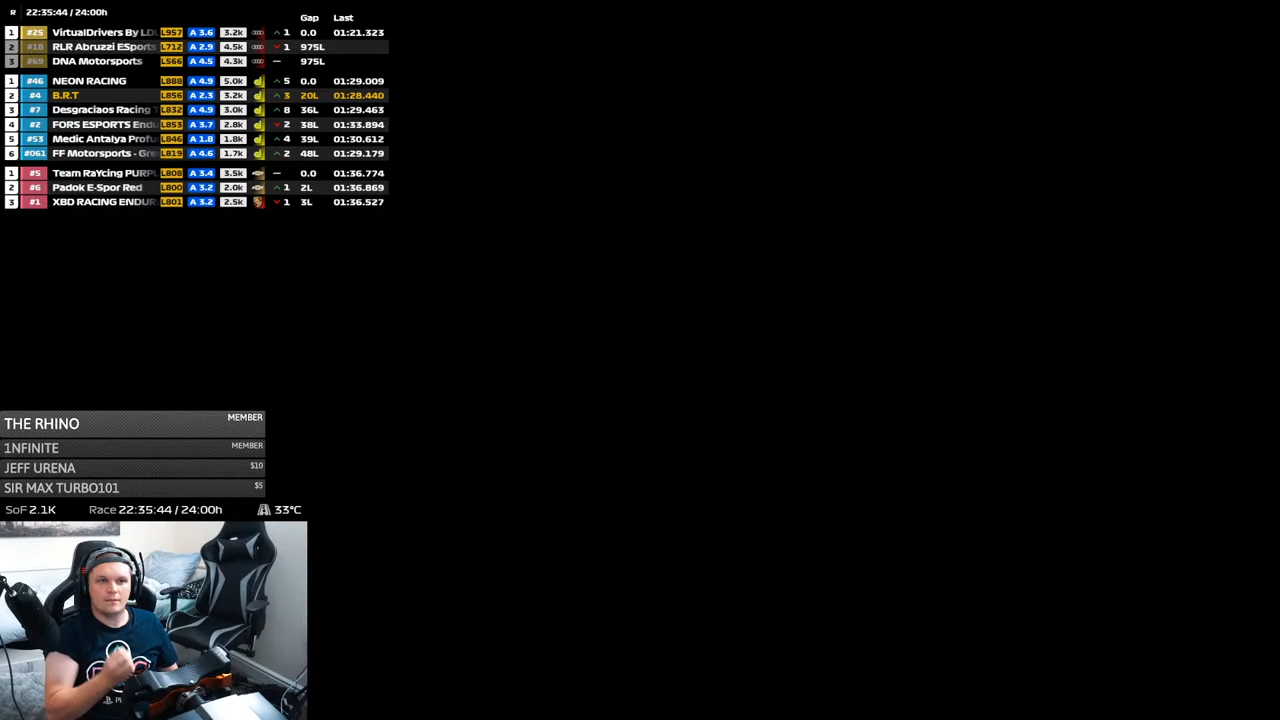 R 22:35:44 / 24:00h
Gap Last
1 #25 VirtualDrivers By LD L957 A 3.6 3.2k 1 0.0 01:21.323
2 #18 RLR Abruzzi ESports L712 A 2.9 4.5k 1 975L
3 #69 DNA Motorsports L566 A 4.5 4.3k — 975L
1 #46 NEON RACING L888 A 4.9 5.0k 5 0.0 01:29.009
2 #4 B.R.T L856 A 2.3 3.2k 3 20L 01:28.440
3 #7 Desgraciaos Racing L832 A 4.9 3.0k 8 36L 01:29.463
4 #2 FORS ESPORTS End L853 A 3.7 2.8k 2 38L 01:33.894
5 #53 Medic Antalya Prof L846 A 1.8 1.8k 4 39L 01:30.612
6 #061 FF Motorsports - Gre L819 A 4.6 1.7k 2 48L 01:29.179
1 #5 Team RaYcing PURPL L808 A 3.4 3.5k — 0.0 01:36.774
2 #6 Padok E-Spor Red L800 A 3.2 2.0k 1 2L 01:36.869
3 #1 XBD RACING ENDUR L801 A 3.2 2.5k 1 3L 01:36.527
THE RHINO MEMBER
1NFINITE MEMBER
JEFF URENA $10
SIR MAX TURBO101 $5
SoF 2.1K Race 22:35:44 / 24:00h 33°C